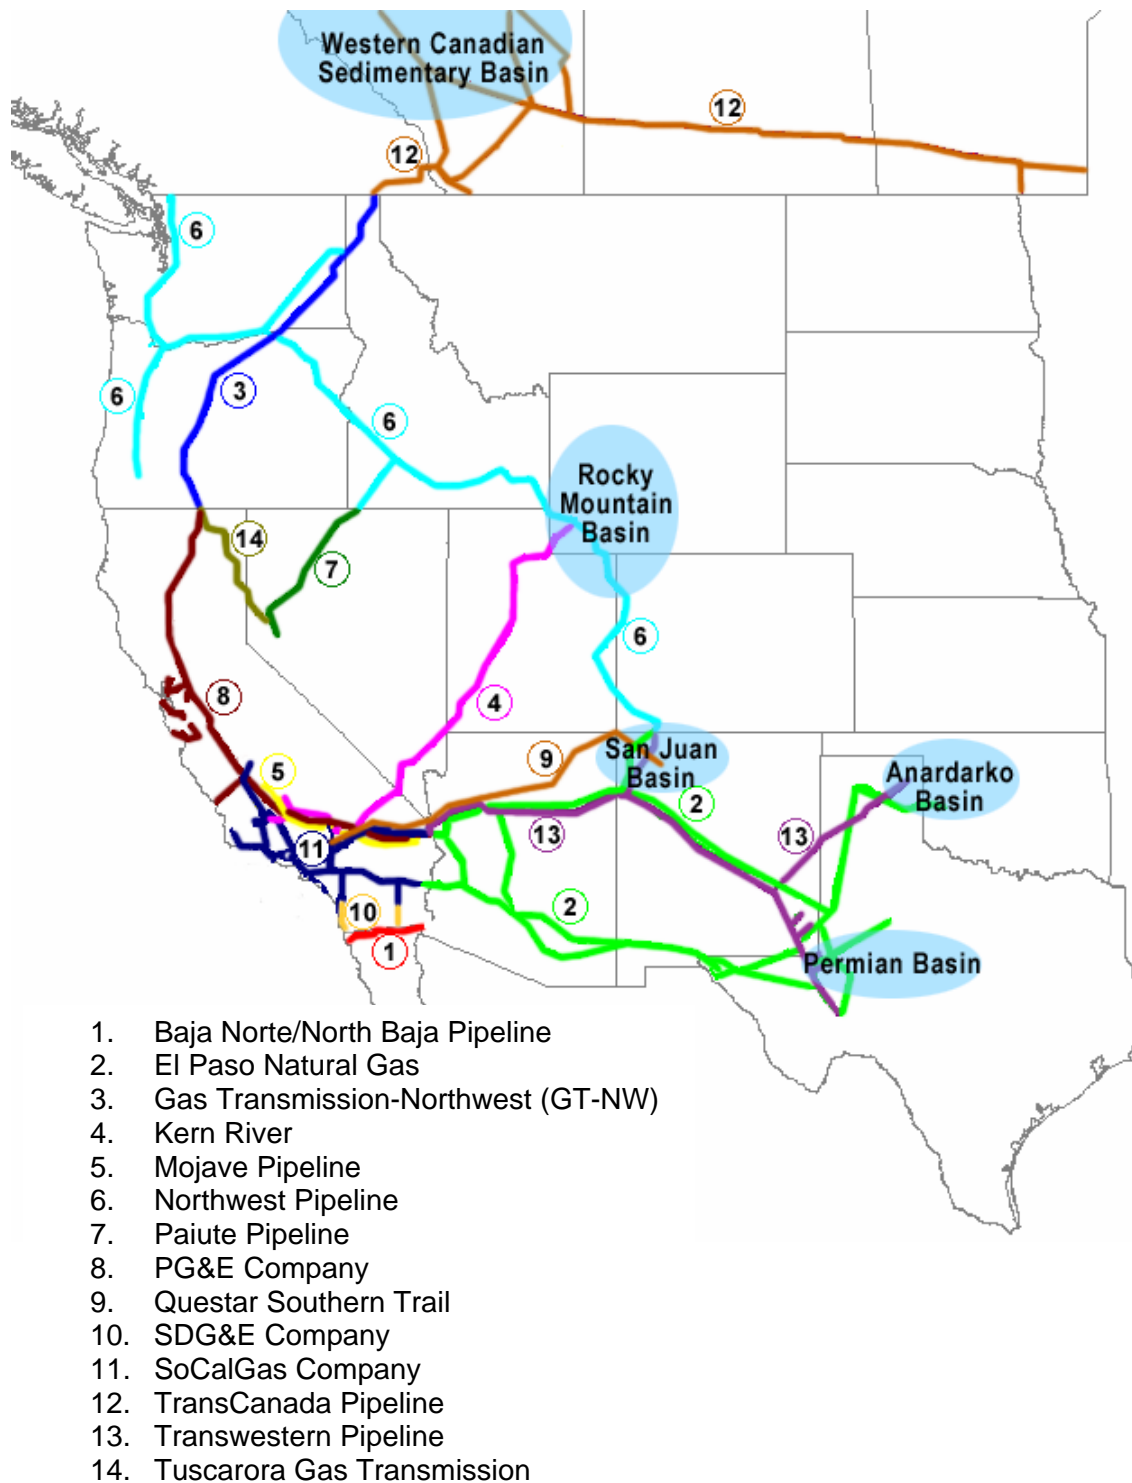 Western Canadian
Sedimentary Basin
12
12
6
3
6
6
Rocky
Mountain
Basin
14
7
6
8
4
San Juan
Basin
9
5
Anardarko
Basin
2
13
13
11
2
10
1
Permian Basin
1. Baja Norte/North Baja Pipeline
2. El Paso Natural Gas
3. Gas Transmission-Northwest (GT-NW)
4. Kern River
5. Mojave Pipeline
6. Northwest Pipeline
7. Paiute Pipeline
8. PG&E Company
9. Questar Southern Trail
10. SDG&E Company
11. SoCalGas Company
12. TransCanada Pipeline
13. Transwestern Pipeline
14. Tuscarora Gas Transmission